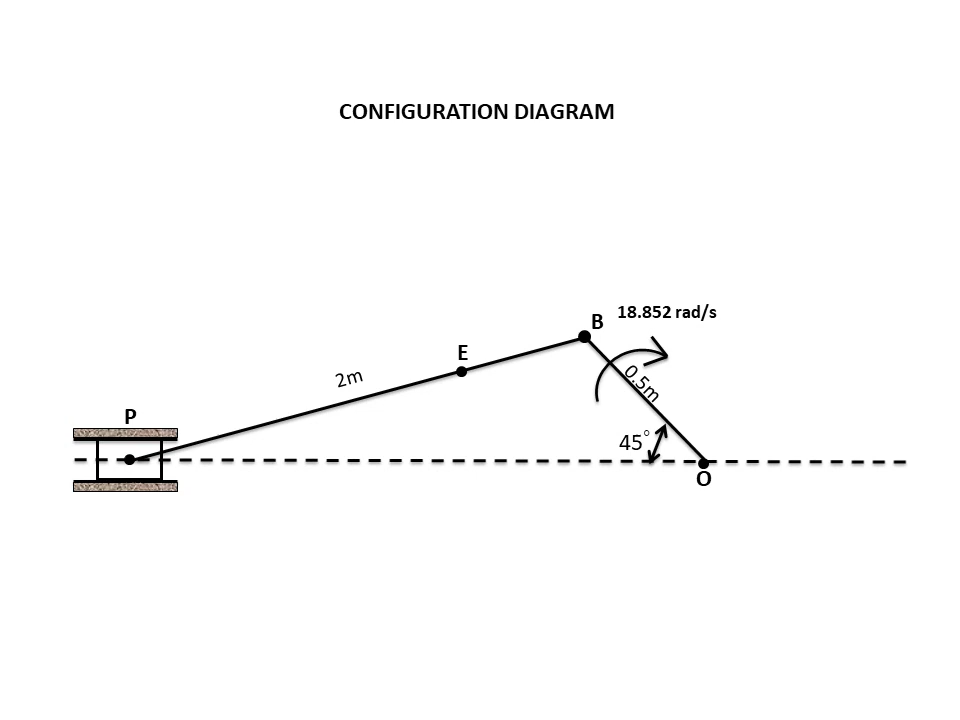 CONFIGURATION DIAGRAM
B
18.852 rad/s
E
2m
0.5m
P
45°
O